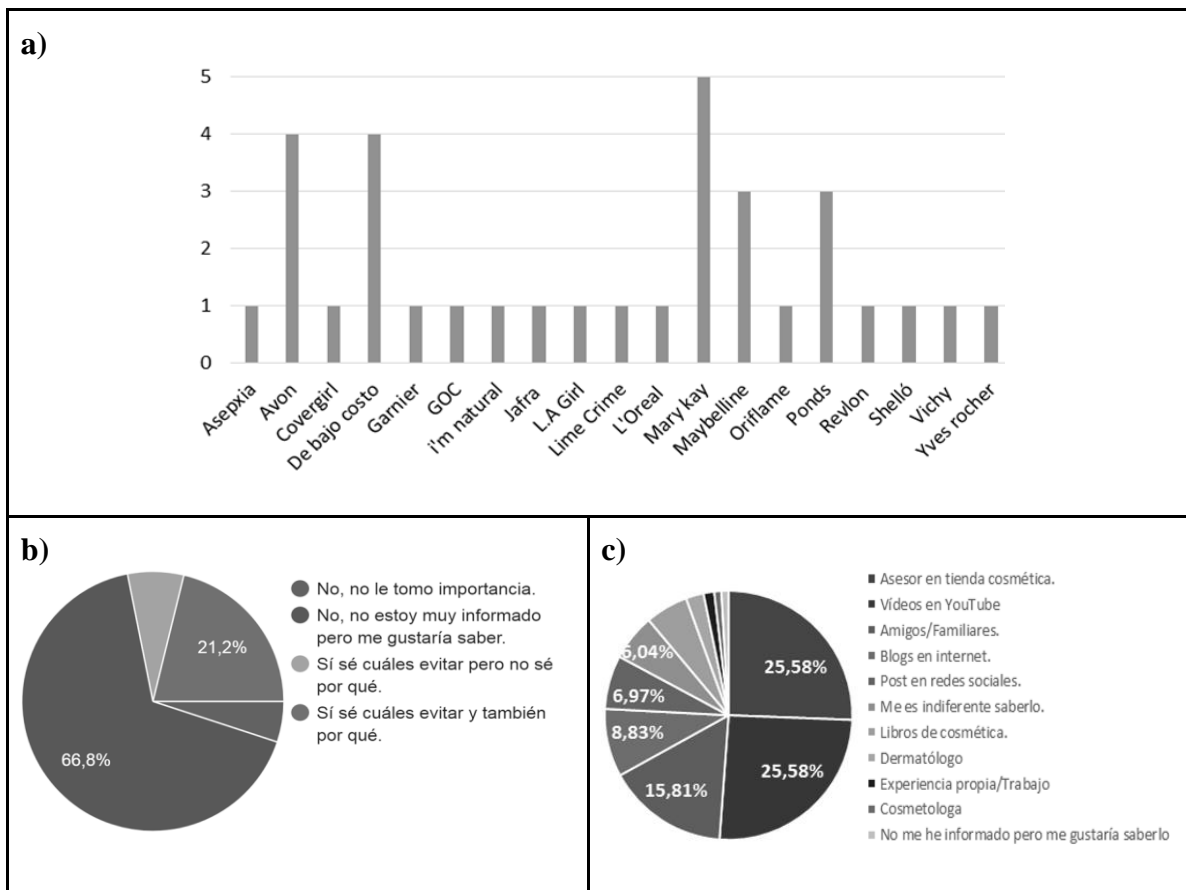 a)
5
4
3
2
1
0
Asepxia
Avon
Covergirl
De bajo costo
Garnier
GOC
i'm natural
Jafra
L.A Girl
Lime Crime
L'Oreal
Mary kay
Maybelline
Oriflame
Ponds
Revlon
Shelló
Vichy
Yves rocher
b)
21,2%
66,8%
No, no le tomo importancia.
No, no estoy muy informado
pero me gustaría saber.
Sí sé cuáles evitar pero no sé
por qué.
Sí sé cuáles evitar y también
por qué.
c)
25,58%
25,58%
15,81%
8,83%
6,97%
6,04%
Asesor en tienda cosmética.
Vídeos en YouTube
Amigos/Familiares.
Blogs en internet.
Post en redes sociales.
Me es indiferente saberlo.
Libros de cosmética.
Dermatólogo
Experiencia propia/Trabajo
Cosmetologa
No me he informado pero me gustaría saberlo